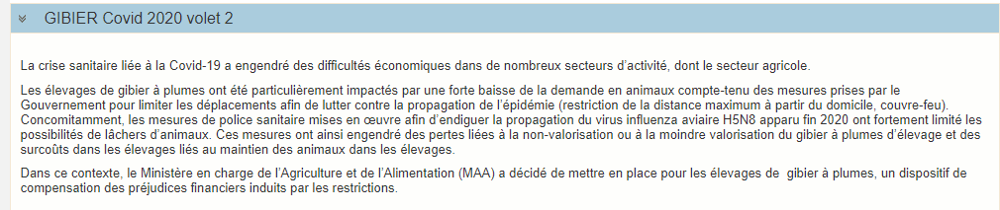 GIBIER Covid 2020 volet 2
La crise sanitaire liée à la Covid-19 a engendré des difficultés économiques dans de nombreux secteurs d'activité, dont le secteur agricole.
Les élevages de gibier à plumes ont été particulièrement impactés par une forte baisse de la demande en animaux compte-tenu des mesures prises par le
Gouvernement pour limiter les déplacements afin de lutter contre la propagation de l'épidémie (restriction de la distance maximum à partir du domicile, couvre-feu).
Concomitamment, les mesures de police sanitaire mises en œuvre afin d'endiguer la propagation du virus influenza aviaire H5N8 apparu fin 2020 ont fortement limité les
possibilités de lâchers d'animaux. Ces mesures ont ainsi engendré des pertes liées à la non-valorisation ou à la moindre valorisation du gibier à plumes d'élevage et des
surcoûts dans les élevages liés au maintien des animaux dans les élevages.
Dans ce contexte, le Ministère en charge de l'Agriculture et de l'Alimentation (MAA) a décidé de mettre en place pour les élevages de gibier à plumes, un dispositif de
compensation des préjudices financiers induits par les restrictions.